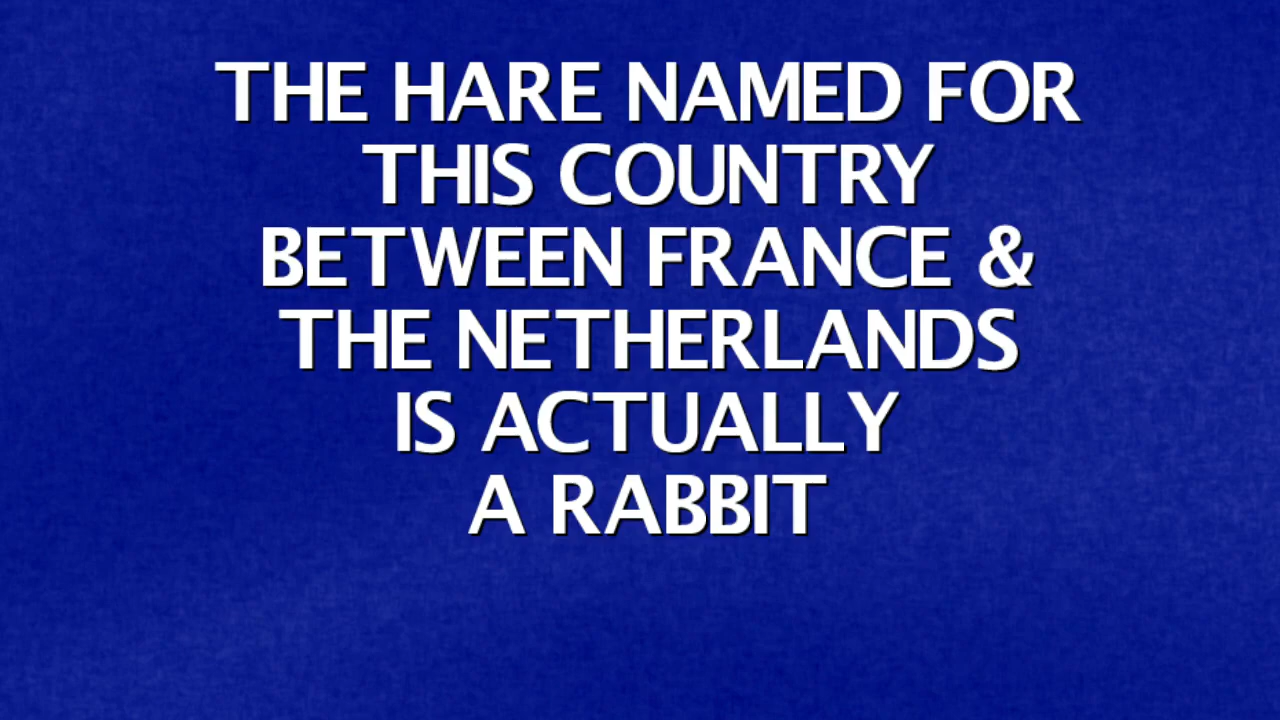 THE HARE NAMED FOR
THIS COUNTRY
BETWEEN FRANCE &
THE NETHERLANDS
IS ACTUALLY
A RABBIT